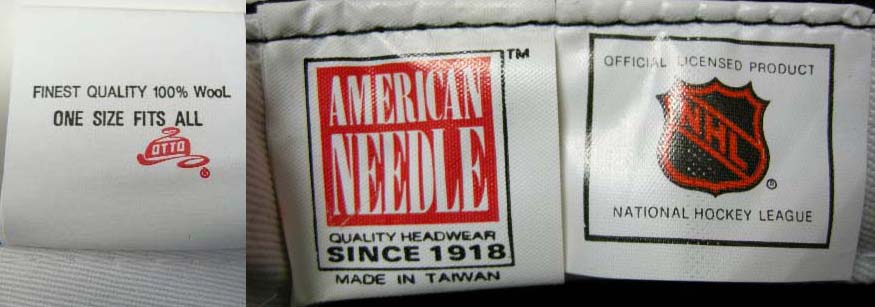 FINEST QUALITY 100% WooL
ONE SIZE FITS ALL
OTTO
®
AMERICAN
NEEDLE
™
QUALITY HEADWEAR
SINCE 1918
MADE IN TAIWAN
OFFICIAL LICENSED PRODUCT
NHL
®
NATIONAL HOCKEY LEAGUE